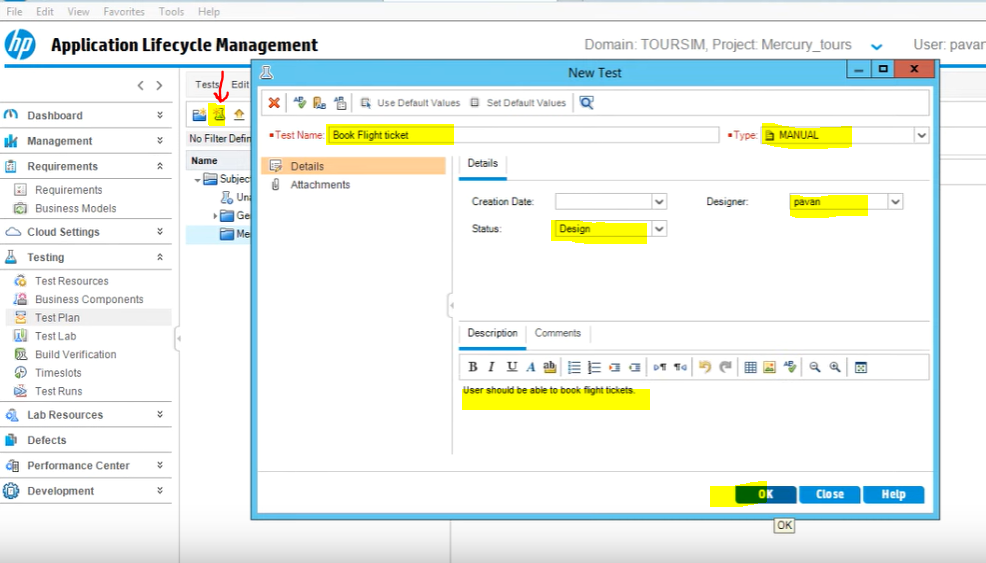 File Edit View Favorites Tools Help
hp Application Lifecycle Management Domain: TOURSIM, Project: Mercury_tours User: pavan
Tests Edit
No Filter Defin
Name
Subjec
Una
Ge
Me
Dashboard
Management
Requirements
Requirements
Business Models
Cloud Settings
Testing
Test Resources
Business Components
Test Plan
Test Lab
Build Verification
Timeslots
Test Runs
Lab Resources
Defects
Performance Center
Development
New Test
Use Default Values Set Default Values
Test Name: Book Flight ticket Type: MANUAL
Details
Attachments
Details
Creation Date: Designer: pavan
Status: Design
Description Comments
B I U A ab
User should be able to book flight tickets.
OK Close Help
OK